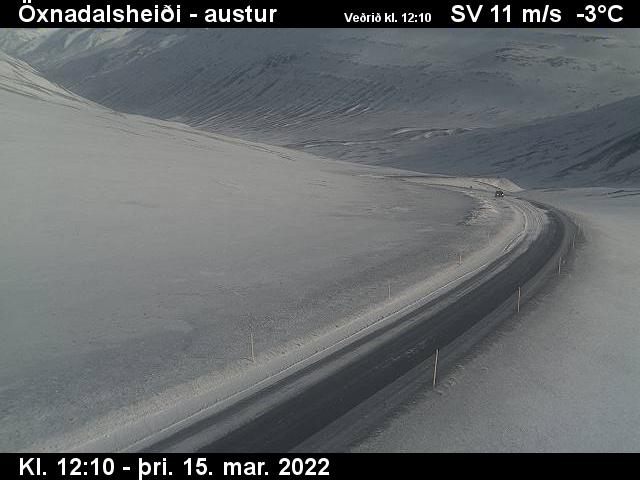 Öxnadalsheiði - austur Veðrið kl. 12:10 SV 11 m/s -3°C
Kl. 12:10 - þri. 15. mar. 2022